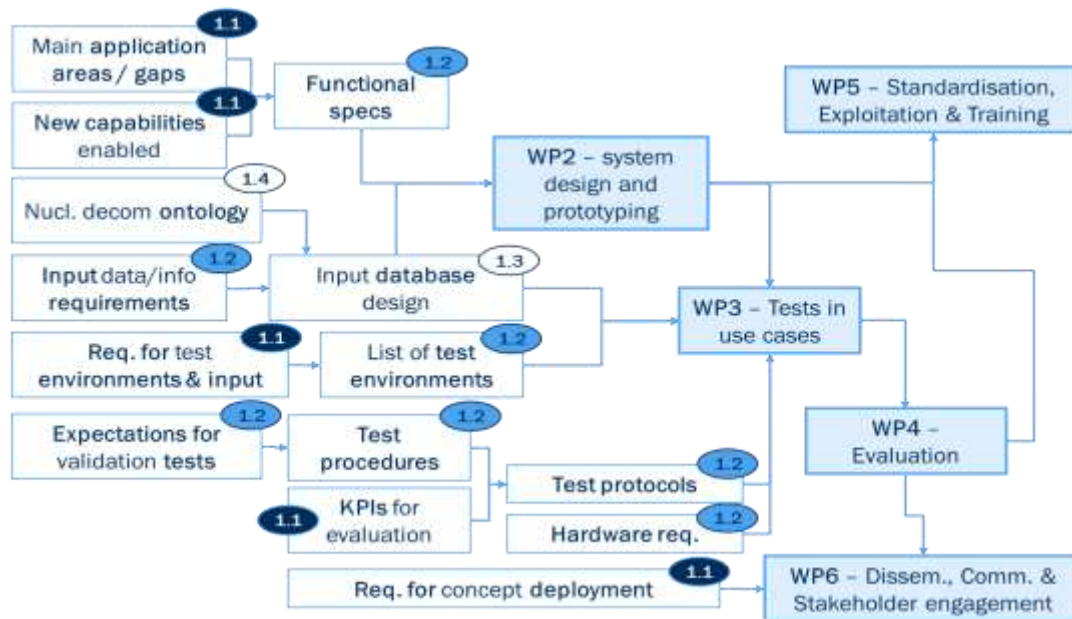 1.1
Main application
areas / gaps
1.1
New capabilities
enabled
1.2
Functional
specs
WP5 – Standardisation,
Exploitation & Training
WP2 – system
design and
prototyping
1.4
Nucl. decom ontology
1.2
Input data/info
requirements
1.3
Input database
design
WP3 – Tests in
use cases
1.1
Req. for test
environments & input
1.2
List of test
environments
1.2
Expectations for
validation tests
1.2
Test
procedures
WP4 –
Evaluation
1.1
KPIs for
evaluation
1.2
Test protocols
1.2
Hardware req.
1.1
Req. for concept deployment
WP6 – Dissem., Comm. &
Stakeholder engagement